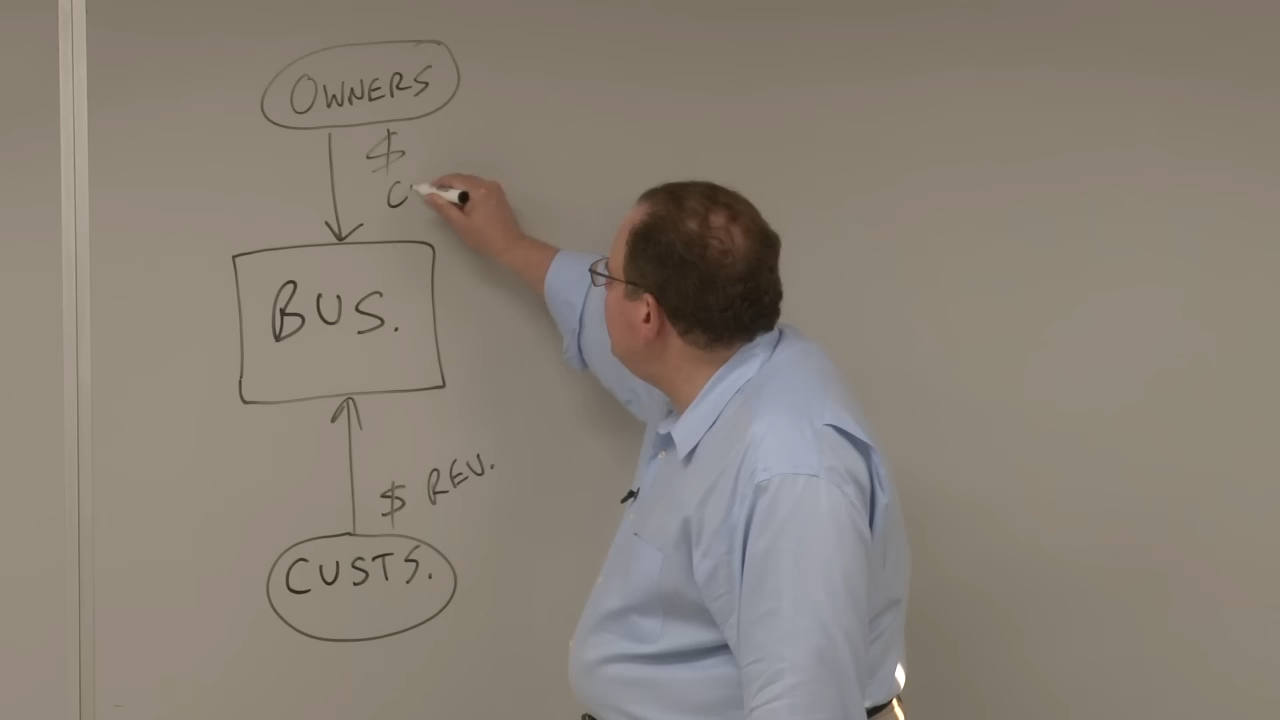 OWNERS
$
C
BUS.
$ REV.
CUSTS.